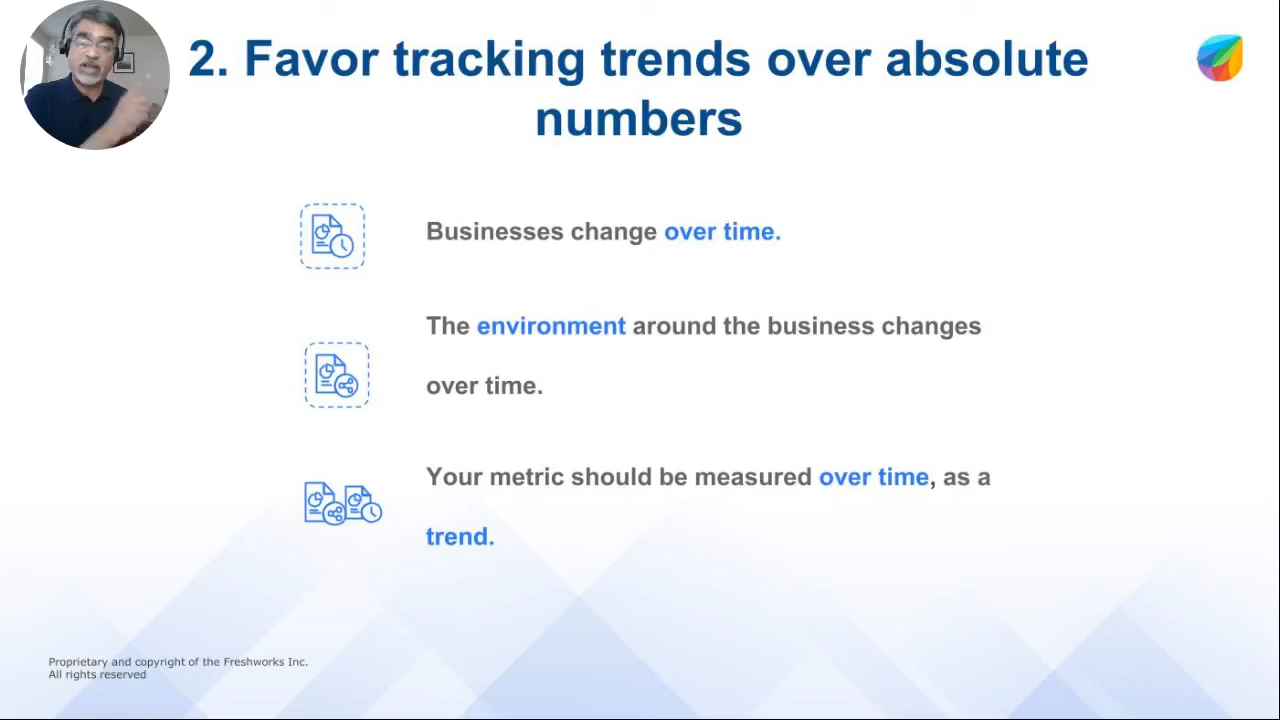 2. Favor tracking trends over absolute
numbers
Businesses change over time.
The environment around the business changes
over time.
Your metric should be measured over time, as a
trend.
Proprietary and copyright of the Freshworks Inc.
All rights reserved